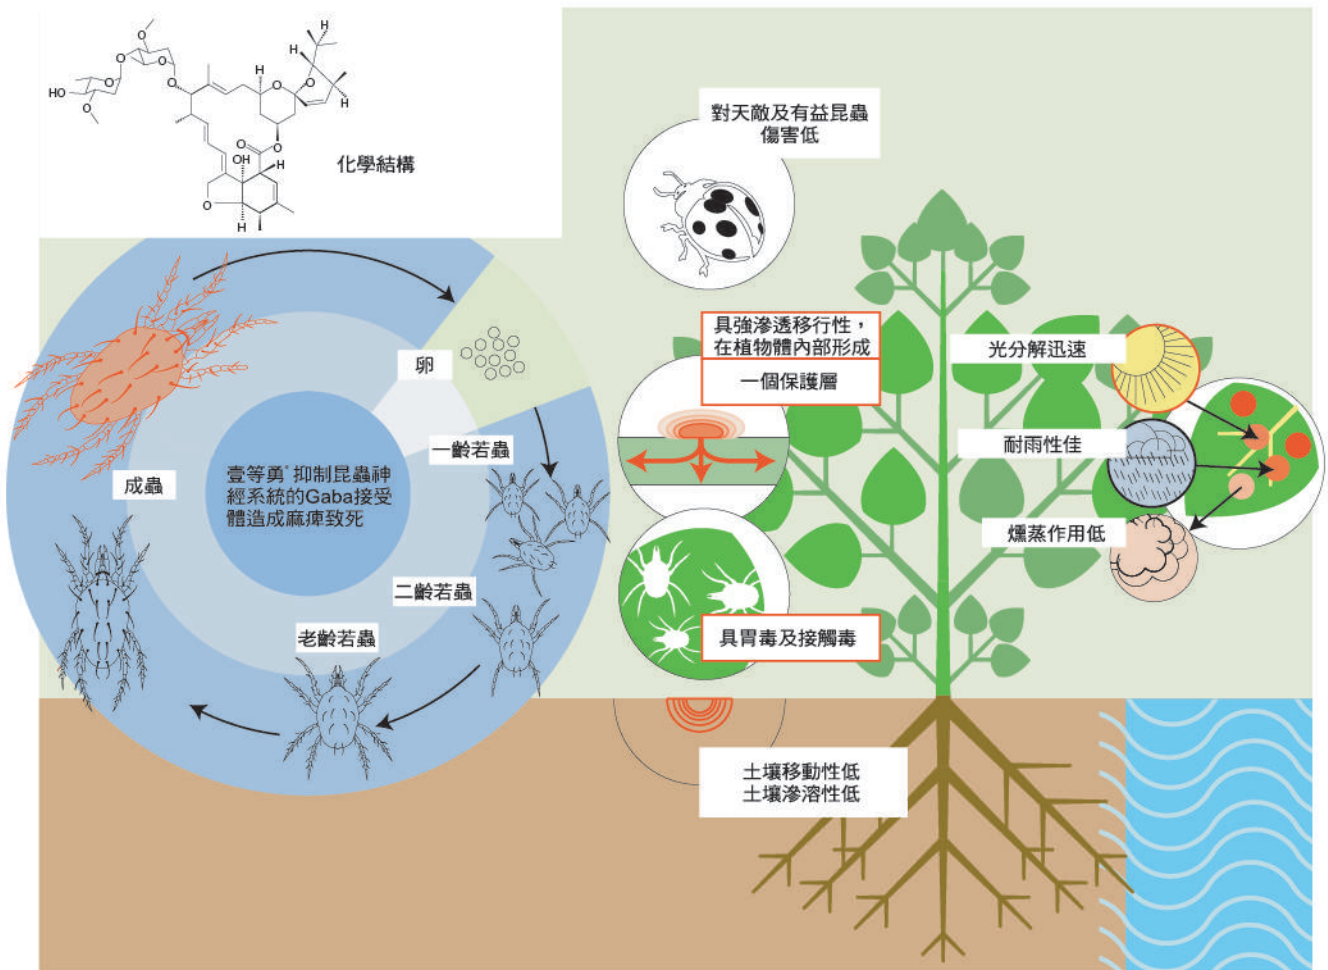 化學結構
HO
O
O
O
O
O
O
H
O
H
O
H
H
O
O
OH
H
O
H
對天敵及有益昆蟲
傷害低
具強滲透移行性，
在植物體內部形成
一個保護層
光分解迅速
耐雨性佳
燻蒸作用低
卵
一齡若蟲
二齡若蟲
老齡若蟲
成蟲
壹等勇® 抑制昆蟲神
經系統的Gaba接受
體造成麻痺致死
具胃毒及接觸毒
土壤移動性低
土壤滲溶性低